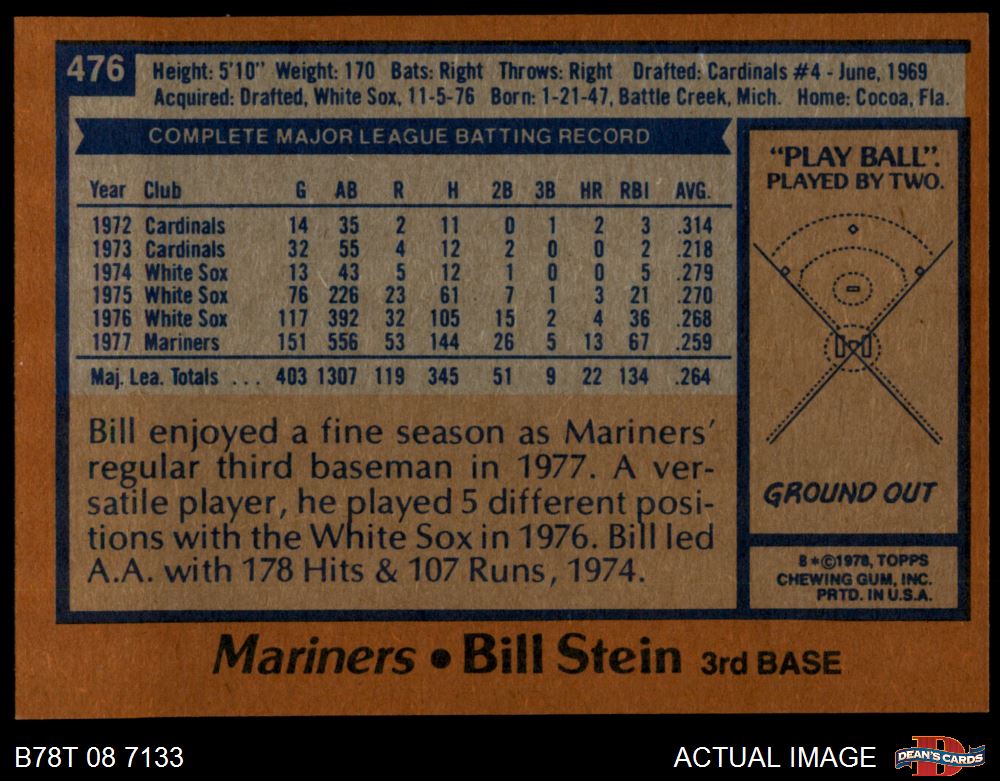 476
Height: 5'10" Weight: 170 Bats: Right Throws: Right Drafted: Cardinals #4 - June, 1969
Acquired: Drafted, White Sox, 11-5-76 Born: 1-21-47, Battle Creek, Mich. Home: Cocoa, Fla.
COMPLETE MAJOR LEAGUE BATTING RECORD
Year Club G AB R H 2B 3B HR RBI AVG.
1972 Cardinals 14 35 2 11 0 1 2 3 .314
1973 Cardinals 32 55 4 12 2 0 0 2 .218
1974 White Sox 13 43 5 12 1 0 0 5 .279
1975 White Sox 76 226 23 61 7 1 3 21 .270
1976 White Sox 117 392 32 105 15 2 4 36 .268
1977 Mariners 151 556 53 144 26 5 13 67 .259
Maj. Lea. Totals ... 403 1307 119 345 51 9 22 134 .264
Bill enjoyed a fine season as Mariners'
regular third baseman in 1977. A ver-
satile player, he played 5 different posi-
tions with the White Sox in 1976. Bill led
A.A. with 178 Hits & 107 Runs, 1974.
"PLAY BALL".
PLAYED BY TWO.
GROUND OUT
8*©1978, TOPPS
CHEWING GUM, INC.
PRTD. IN U.S.A.
Mariners • Bill Stein 3rd BASE
B78T 08 7133
ACTUAL IMAGE
D
DEAN'S CARDS